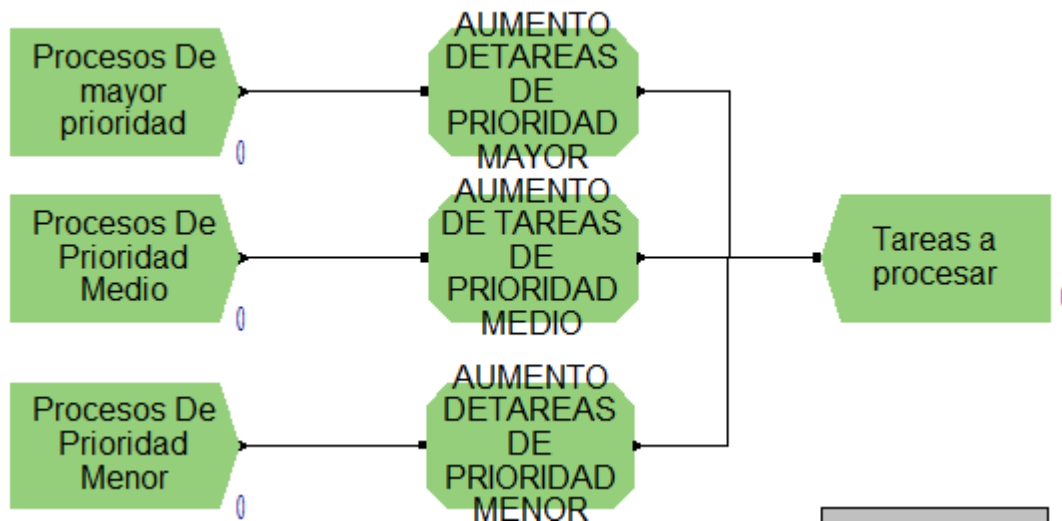 Procesos De
mayor
prioridad
0
AUMENTO
DETAREAS
DE
PRIORIDAD
MAYOR
Procesos De
Prioridad
Medio
0
AUMENTO
DE TAREAS
DE
PRIORIDAD
MEDIO
Tareas a
procesar
Procesos De
Prioridad
Menor
0
AUMENTO
DETAREAS
DE
PRIORIDAD
MENOR